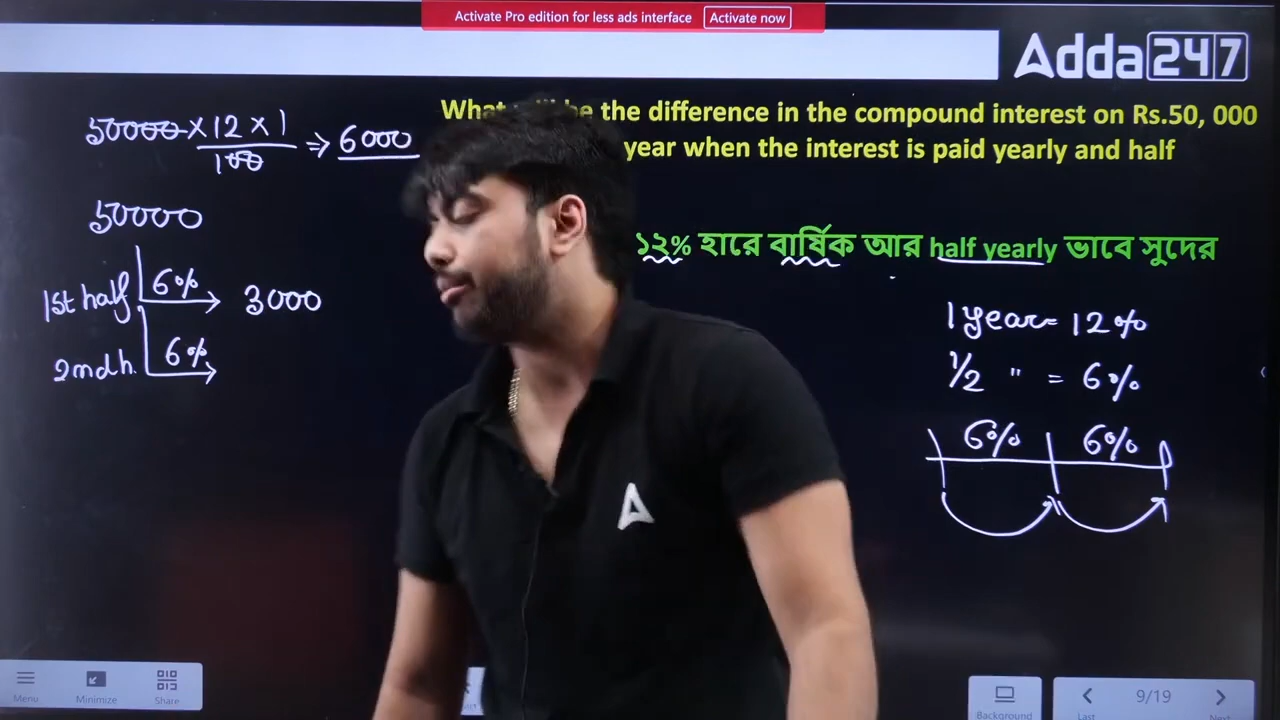 Activate Pro edition for less ads interface Activate now
Adda247
What will be the difference in the compound interest on Rs.50, 000
year when the interest is paid yearly and half
১২% হারে বার্ষিক আর half yearly ভাবে সুদের
50000 × 12 × 1
100
⇒ 6000
50000
1st half 6% 3000
2nd h. 6%
1 year = 12%
1/2 " = 6%
6% 6%
Menu Minimize Share
Background
Last 9/19 Next